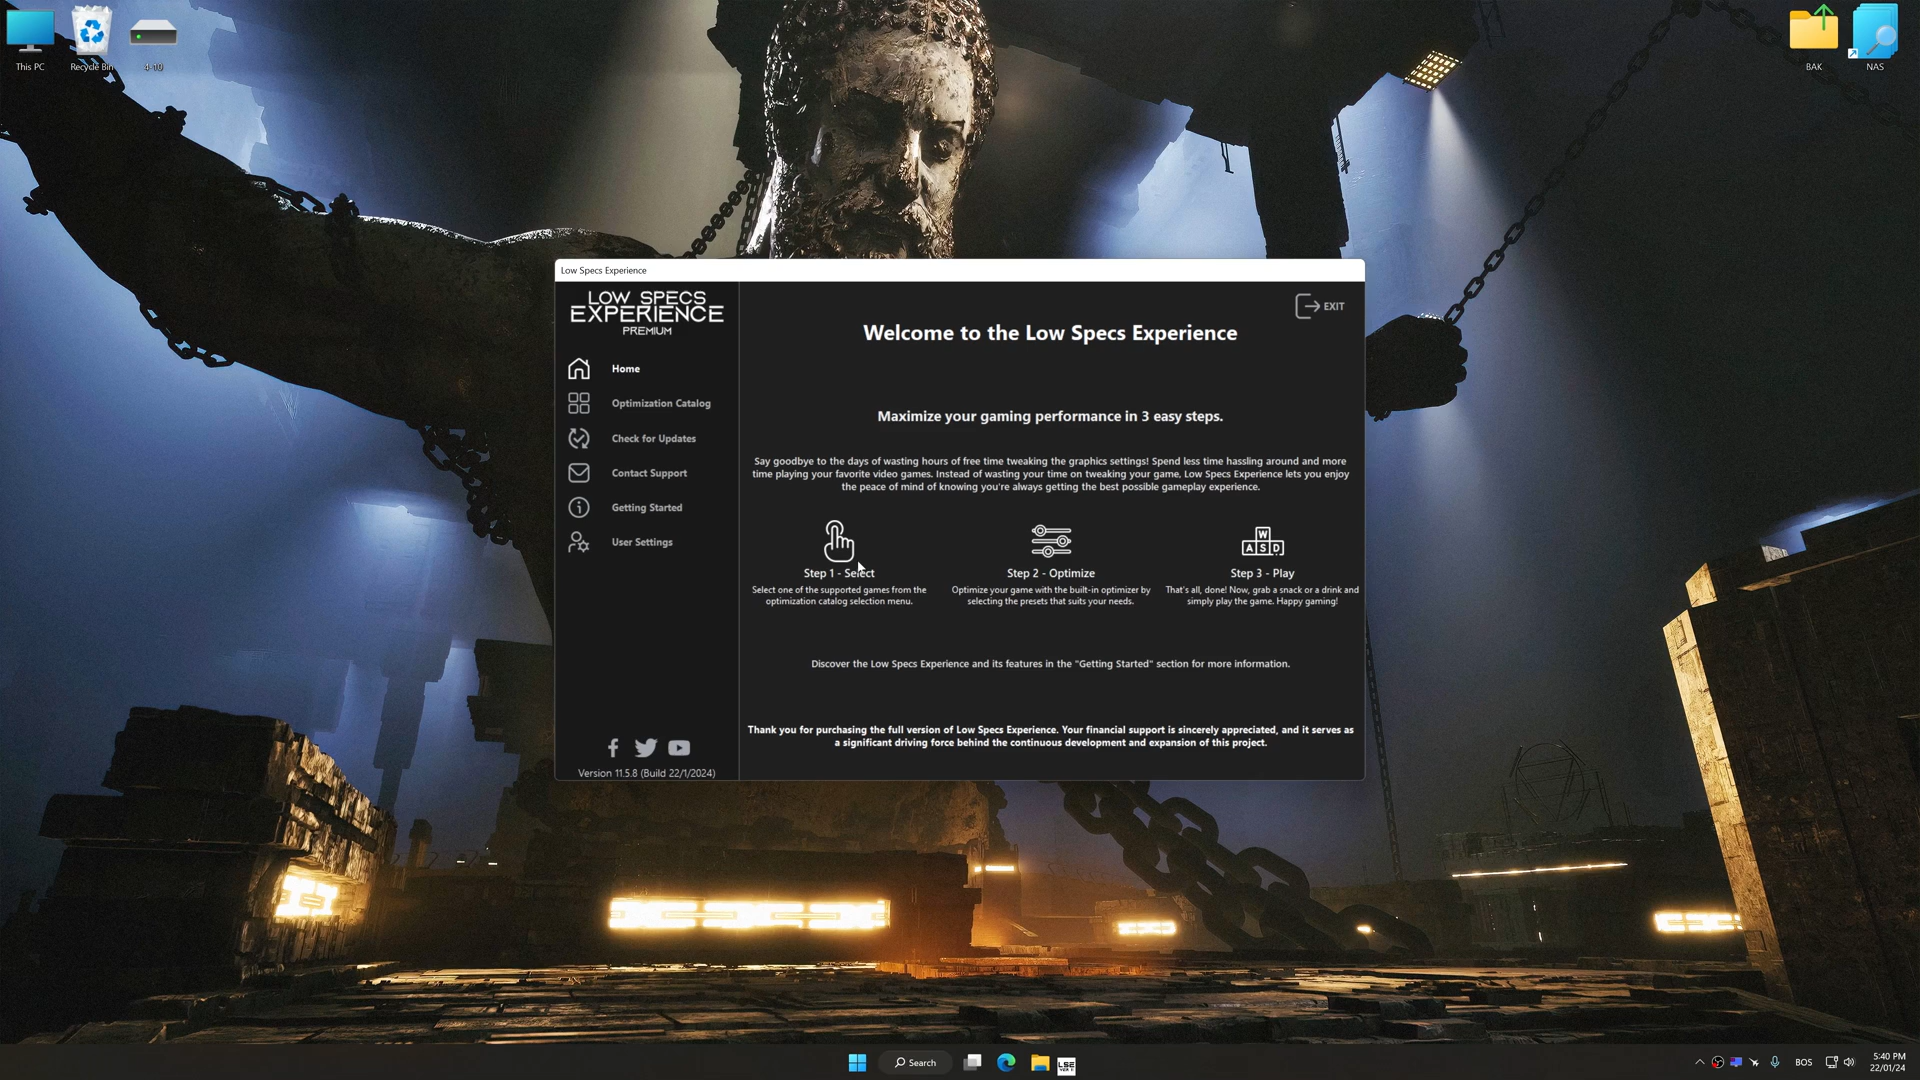 This PC
Recycle Bin
4-10
BAK
NAS
Low Specs Experience
LOW SPECS
EXPERIENCE
PREMIUM
Home
Optimization Catalog
Check for Updates
Contact Support
Getting Started
User Settings
Version 11.5.8 (Build 22/1/2024)
EXIT
Welcome to the Low Specs Experience
Maximize your gaming performance in 3 easy steps.
Say goodbye to the days of wasting hours of free time tweaking the graphics settings! Spend less time hassling around and more
time playing your favorite video games. Instead of wasting your time on tweaking your game, Low Specs Experience lets you enjoy
the peace of mind of knowing you're always getting the best possible gameplay experience.
Step 1 - Select
Select one of the supported games from the
optimization catalog selection menu.
Step 2 - Optimize
Optimize your game with the built-in optimizer by
selecting the presets that suits your needs.
W
A S D
Step 3 - Play
That's all, done! Now, grab a snack or a drink and
simply play the game. Happy gaming!
Discover the Low Specs Experience and its features in the "Getting Started" section for more information.
Thank you for purchasing the full version of Low Specs Experience. Your financial support is sincerely appreciated, and it serves as
a significant driving force behind the continuous development and expansion of this project.
Search
LSE
BOS
5:40 PM
22/01/24